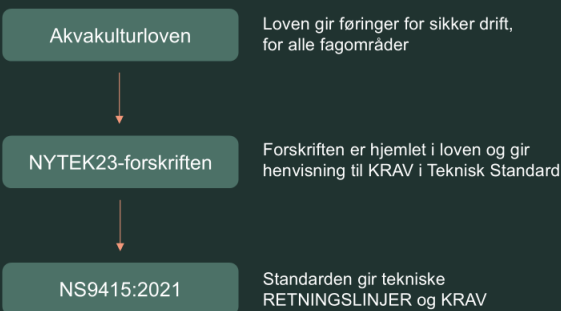 Akvakulturloven
Loven gir føringer for sikker drift,
for alle fagområder
NYTEK23-forskriften
Forskriften er hjemlet i loven og gir
henvisning til KRAV i Teknisk Standard
NS9415:2021
Standarden gir tekniske
RETNINGSLINJER og KRAV